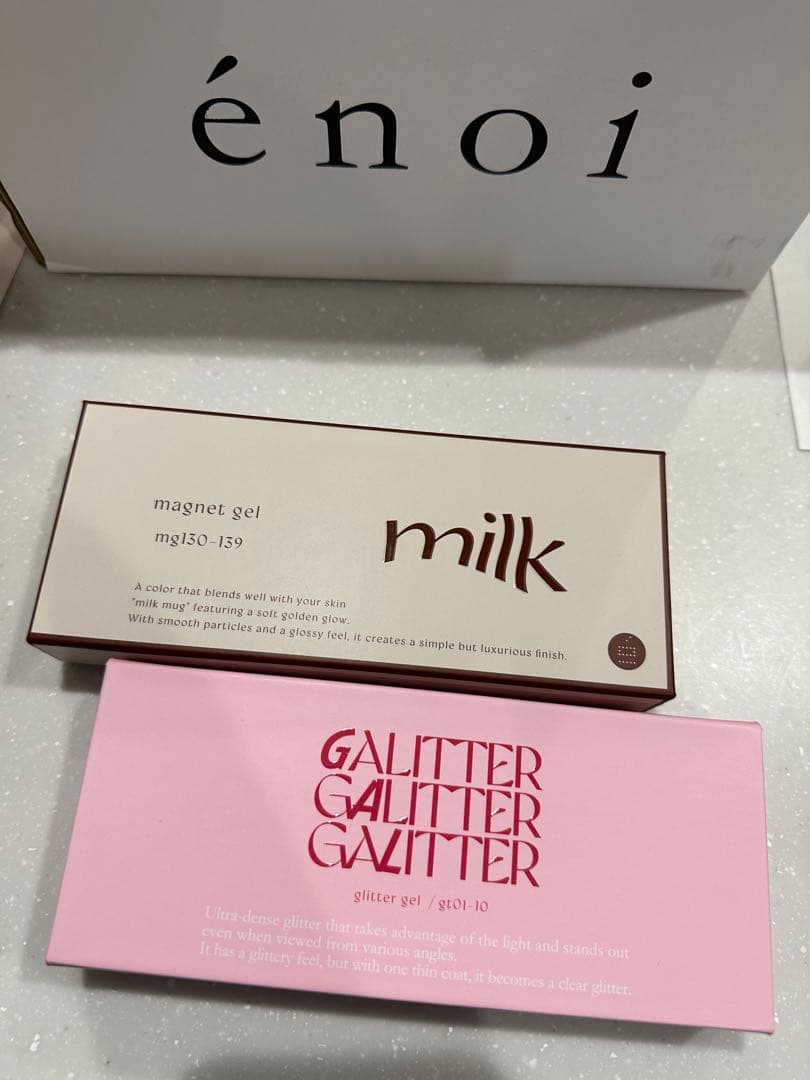 énoi
magnet gel
mg130-139
milk
A color that blends well with your skin
"milk mug" featuring a soft golden glow.
With smooth particles and a glossy feel, it creates a simple but luxurious finish.
GALITTER
GALITTER
GALITTER
glitter gel / gt01-10
Ultra-dense glitter that takes advantage of the light and stands out
even when viewed from various angles.
It has a glittery feel, but with one thin coat, it becomes a clear glitter.